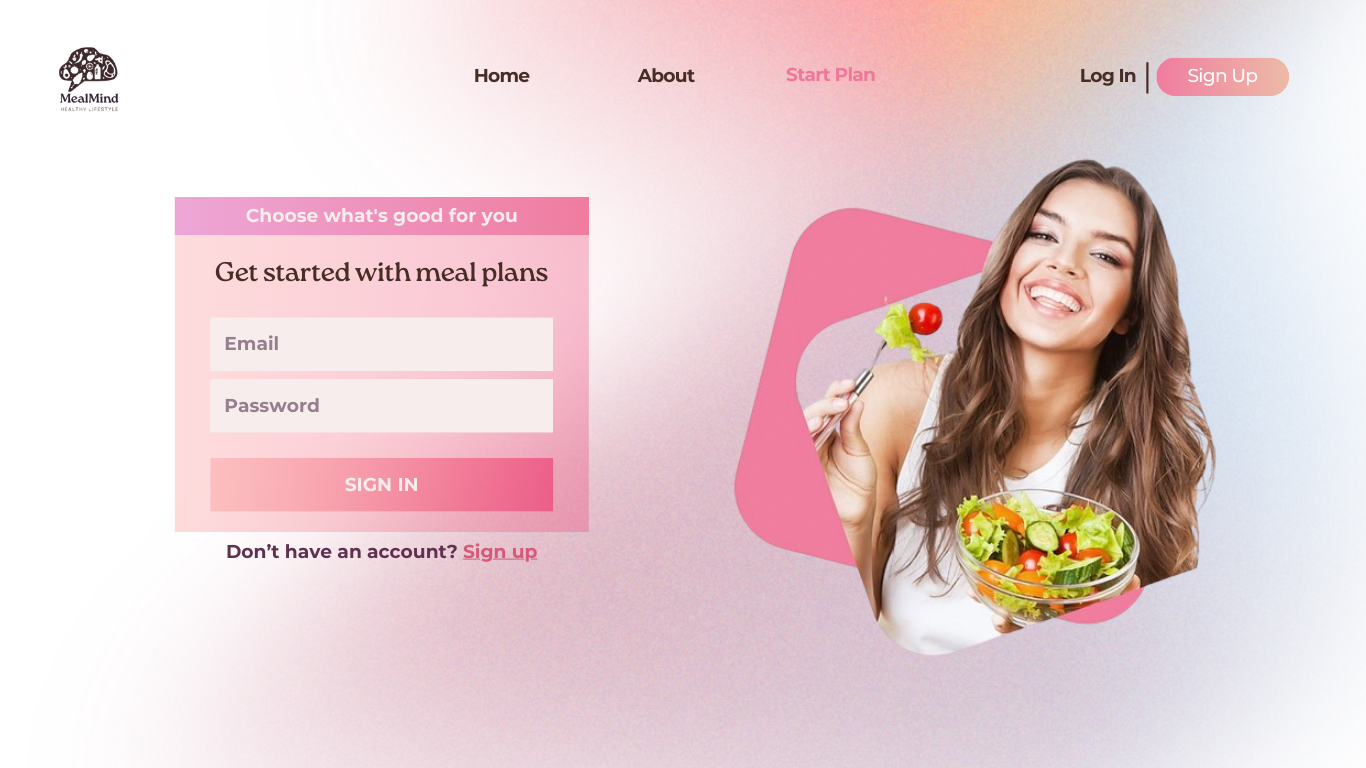 MealMind
HEALTHY LIFESTYLE
Home
About
Start Plan
Log In
Sign Up
Choose what's good for you
Get started with meal plans
Email
Password
SIGN IN
Don’t have an account? Sign up